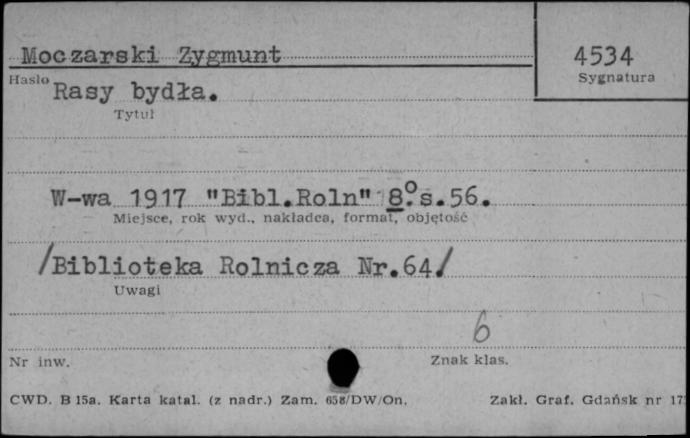 Moczarski Zygmunt
4534
Hasło
Sygnatura
Rasy bydła.
Tytuł
W-wa 1917 "Bibl.Roln" 8º.s.56.
Miejsce, rok wyd., nakładca, format, objętość
/Biblioteka Rolnicza Nr.64/
Uwagi
6
Nr inw.
Znak klas.
CWD. B 15a. Karta katal. (z nadr.) Zam. 658/DW/On.
Zakł. Graf. Gdańsk nr 17